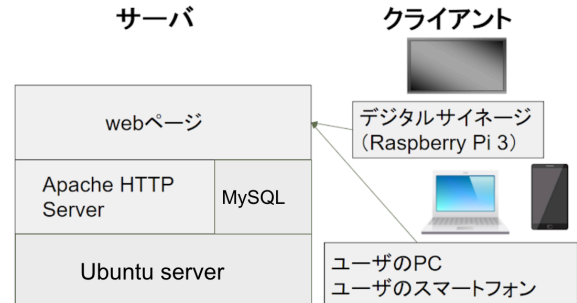 サーバ
クライアント
webページ
デジタルサイネージ
（Raspberry Pi 3）
Apache HTTP
Server
MySQL
Ubuntu server
ユーザのPC
ユーザのスマートフォン